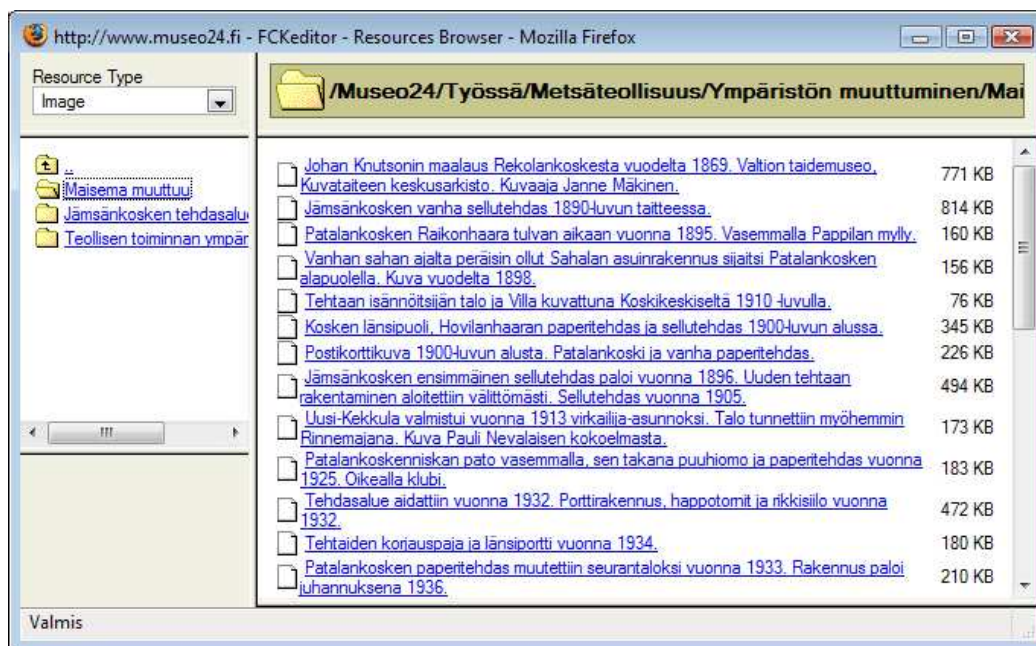 http://www.museo24.fi - FCKeditor - Resources Browser - Mozilla Firefox
Resource Type
Image
/Museo24/Työssä/Metsäteollisuus/Ympäristön muuttuminen/Mai
..
Maisema muuttuu
Jämsänkosken tehdasalue
Teollisen toiminnan ympär
Johan Knutsonin maalaus Rekolankoskesta vuodelta 1869. Valtion taidemuseo,
Kuvataiteen keskusarkisto. Kuvaaja Janne Mäkinen.
771 KB
Jämsänkosken vanha sellutehdas 1890-luvun taitteessa.
814 KB
Patalankosken Raikonhaara tulvan aikaan vuonna 1895. Vasemmalla Pappilan mylly.
160 KB
Vanhan sahan ajalta peräisin ollut Sahalan asuinrakennus sijaitsi Patalankosken
alapuolella. Kuva vuodelta 1898.
156 KB
Tehtaan isännöitsijän talo ja Villa kuvattuna Koskikeskiseltä 1910 -luvulla.
76 KB
Kosken länsipuoli, Hovilanhaaran paperitehdas ja sellutehdas 1900-luvun alussa.
345 KB
Postikorttikuva 1900-luvun alusta. Patalankoski ja vanha paperitehdas.
226 KB
Jämsänkosken ensimmäinen sellutehdas paloi vuonna 1896. Uuden tehtaan
rakentaminen aloitettiin välittömästi. Sellutehdas vuonna 1905.
494 KB
Uusi-Kekkula valmistui vuonna 1913 virkailija-asunnoksi. Talo tunnettiin myöhemmin
Rinnemajana. Kuva Pauli Nevalaisen kokoelmasta.
173 KB
Patalankoskenniskan pato vasemmalla, sen takana puuhiomo ja paperitehdas vuonna
1925. Oikealla klubi.
183 KB
Tehdasalue aidattiin vuonna 1932. Porttirakennus, happotornit ja rikkisiilo vuonna
1932.
472 KB
Tehtaiden korjauspaja ja länsiportti vuonna 1934.
180 KB
Patalankosken paperitehdas muutettiin seurantaloksi vuonna 1933. Rakennus paloi
juhannuksena 1936.
210 KB
Valmis